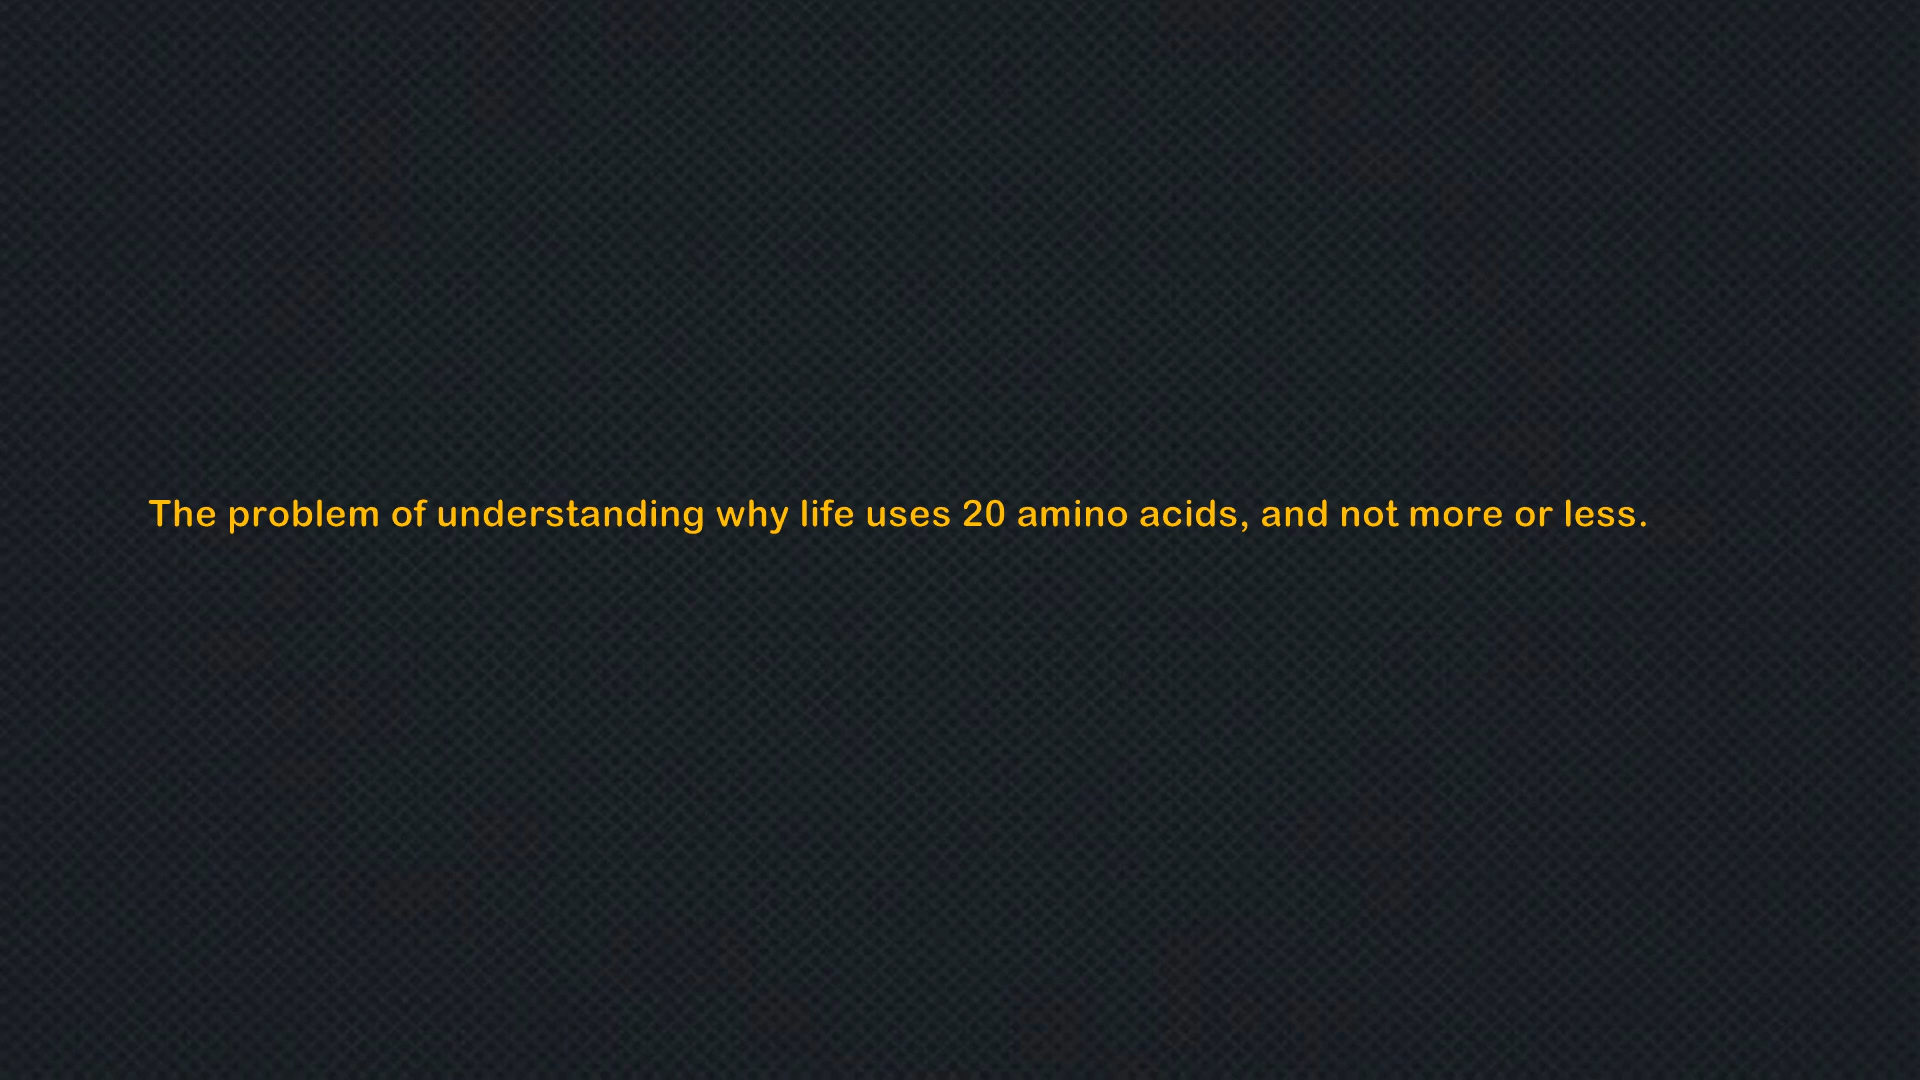 The problem of understanding why life uses 20 amino acids, and not more or less.